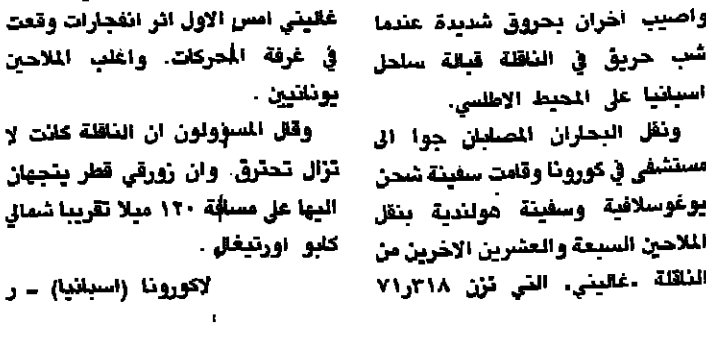 واصيب آخران بحروق شديدة عندما
شب حريق في الناقلة قبالة ساحل
اسبانيا على المحيط الاطلسي.
ونقل البحاران المصابان جوا الى
مستشفى في كورونا وقامت سفينة شحن
يوغوسلافية وسفينة هولندية بنقل
الملاحين السبعة والعشرين الاخرين من
الناقلة «غاليني» التي تزن ٣١٨ر٧١
غاليني امس الاول اثر انفجارات وقعت
في غرفة المحركات. واغلب الملاحين
يونانيين.
وقال المسؤولون ان الناقلة كانت لا
تزال تحترق. وان زورقي قطر يتجهان
اليها على مسافة ١٢٠ ميلا تقريبا شمالي
كابو اورتيغال.
لاكورونا (اسبانيا) – ر